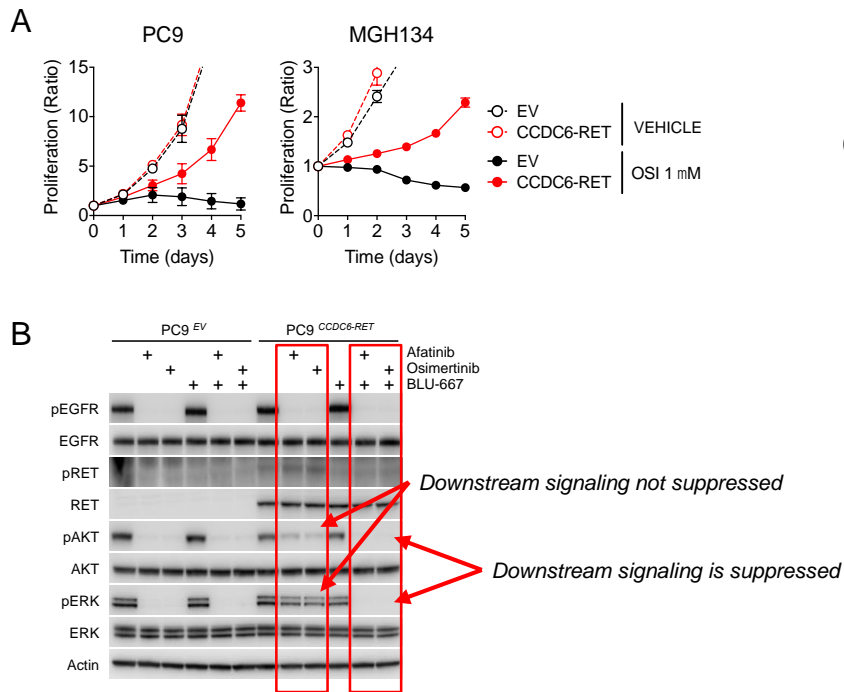 A
PC9
MGH134
Proliferation (Ratio)
15
10
5
0
0 1 2 3 4 5
Time (days)
Proliferation (Ratio)
3
2
1
0
0 1 2 3 4 5
Time (days)
EV
CCDC6-RET
VEHICLE
EV
CCDC6-RET
OSI 1 mM
B
PC9 EV
PC9 CCDC6-RET
+ + + + Afatinib
+ + + + Osimertinib
+ + + + + + BLU-667
pEGFR
EGFR
pRET
RET
Downstream signaling not suppressed
pAKT
AKT
Downstream signaling is suppressed
pERK
ERK
Actin